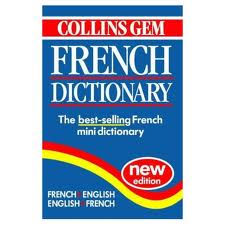 COLLINS GEM
FRENCH
DICTIONARY
The best-selling French
mini dictionary
new
edition
FRENCH ENGLISH
ENGLISH FRENCH